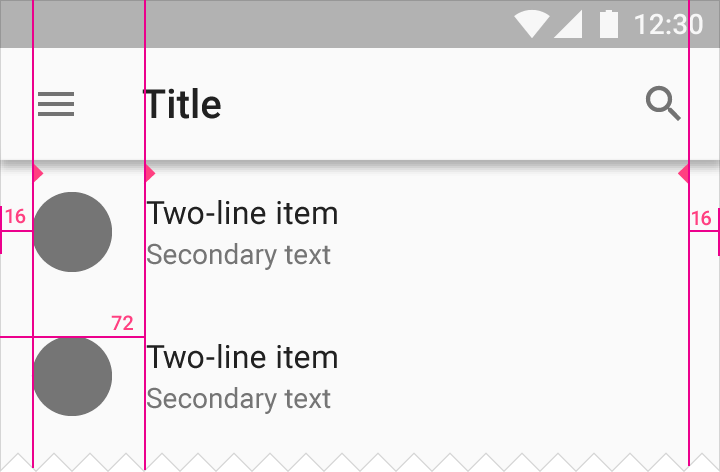 12:30
Title
16
Two-line item
16
Secondary text
72
Two-line item
Secondary text